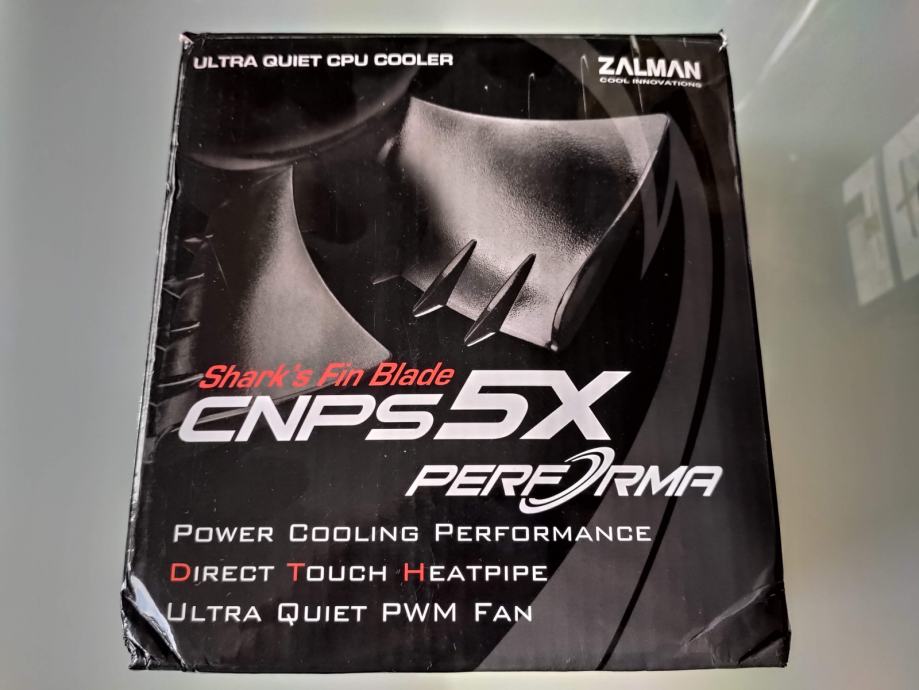 ULTRA QUIET CPU COOLER
ZALMAN
COOL INNOVATIONS
Shark's Fin Blade
CNPS5X
PERFORMA
POWER COOLING PERFORMANCE
DIRECT TOUCH HEATPIPE
ULTRA QUIET PWM FAN